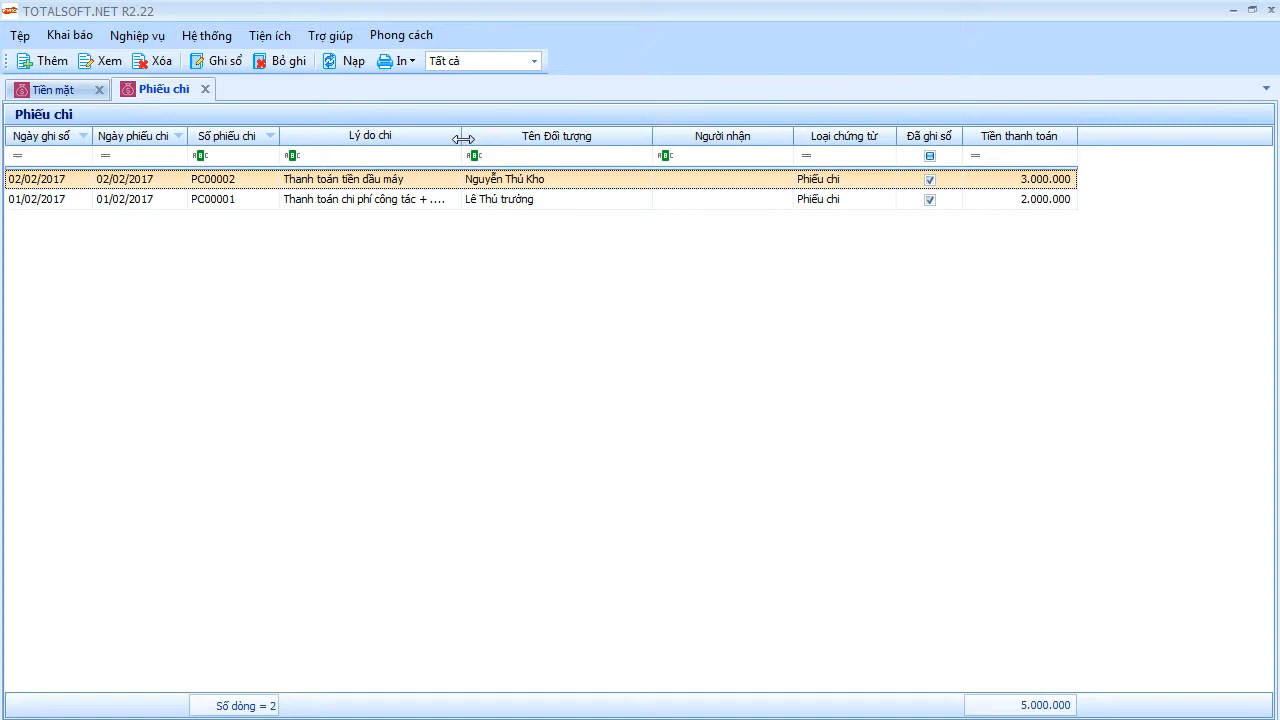 TOTALSOFT.NET R2.22
Tệp Khai báo Nghiệp vụ Hệ thống Tiện ích Trợ giúp Phong cách
Thêm Xem Xóa Ghi sổ Bỏ ghi Nạp In Tất cả
Tiền mặt Phiếu chi
Phiếu chi
Ngày ghi sổ Ngày phiếu chi Số phiếu chi Lý do chi Tên Đối tượng Người nhận Loại chứng từ Đã ghi sổ Tiền thanh toán
= = ABC ABC ABC ABC = =
02/02/2017 02/02/2017 PC00002 Thanh toán tiền dầu máy Nguyễn Thủ Kho Phiếu chi 3.000.000
01/02/2017 01/02/2017 PC00001 Thanh toán chi phí công tác + .... Lê Thủ trưởng Phiếu chi 2.000.000
Số dòng = 2 5.000.000